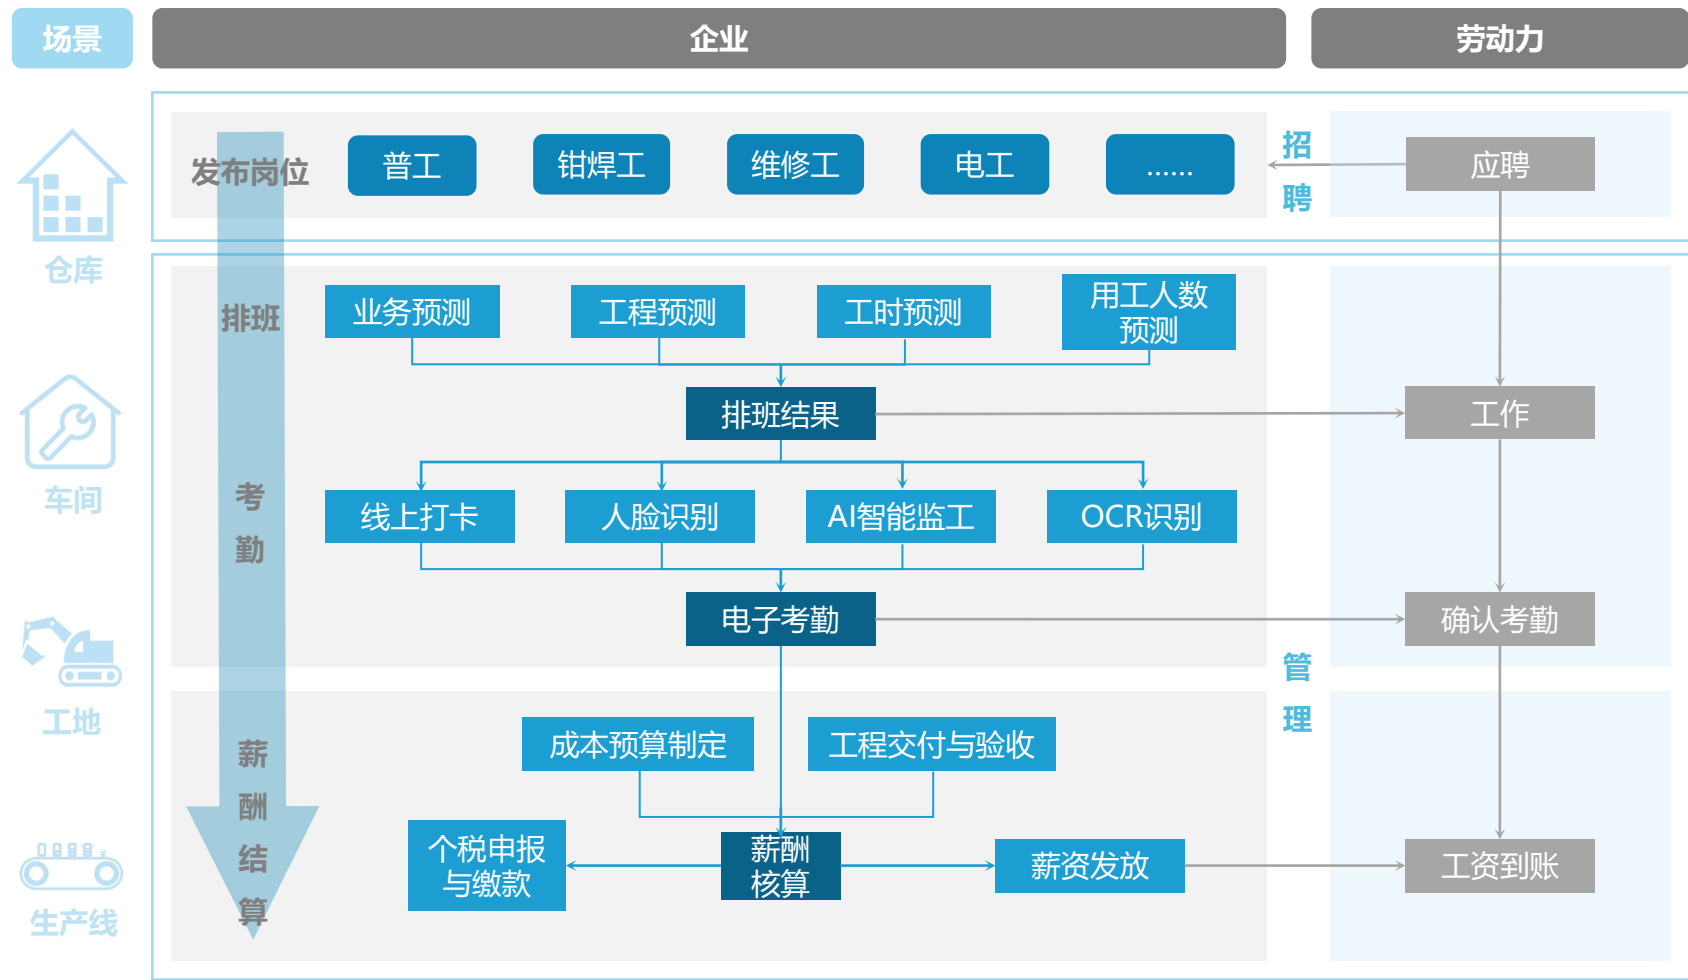 场景
企业
劳动力
发布岗位
普工
钳焊工
维修工
电工
......
招
聘
应聘
仓库
排班
业务预测
工程预测
工时预测
用工人数
预测
排班结果
工作
车间
考
勤
线上打卡
人脸识别
AI智能监工
OCR识别
电子考勤
确认考勤
管
理
工地
薪
酬
结
算
成本预算制定
工程交付与验收
个税申报
与缴款
薪酬
核算
薪资发放
工资到账
生产线